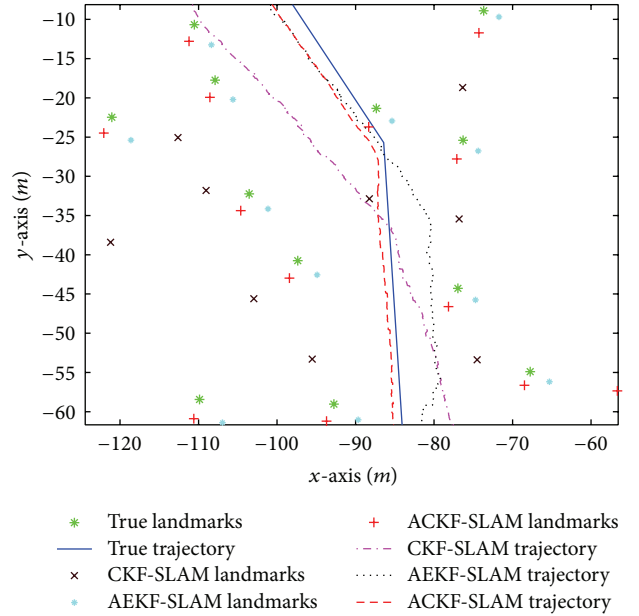 −10
−15
−20
−25
−30
−35
−40
−45
−50
−55
−60
y-axis (m)
−120
−110
−100
−90
−80
−70
−60
x-axis (m)
True landmarks
True trajectory
CKF-SLAM landmarks
AEKF-SLAM landmarks
ACKF-SLAM landmarks
CKF-SLAM trajectory
AEKF-SLAM trajectory
ACKF-SLAM trajectory